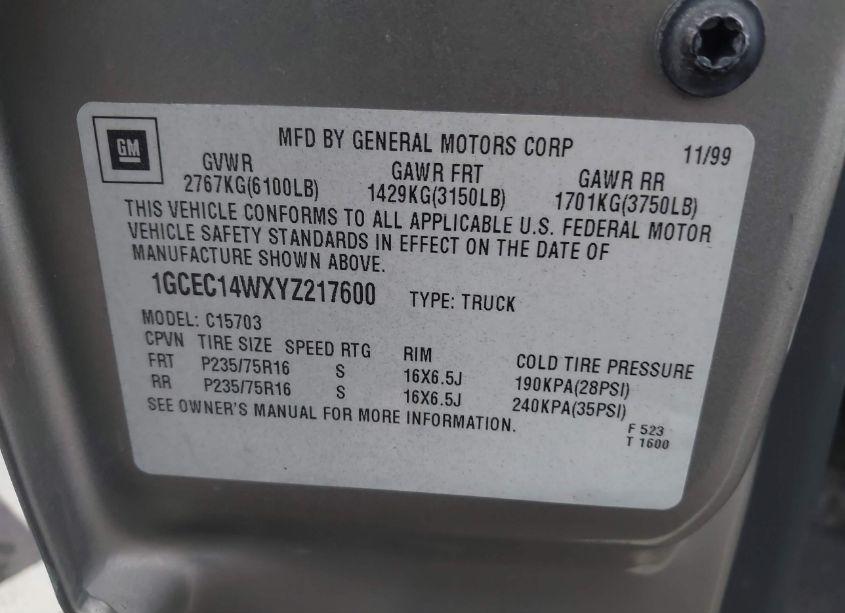 GM
MFD BY GENERAL MOTORS CORP 11/99
GVWR GAWR FRT GAWR RR
2767KG(6100LB) 1429KG(3150LB) 1701KG(3750LB)
THIS VEHICLE CONFORMS TO ALL APPLICABLE U.S. FEDERAL MOTOR
VEHICLE SAFETY STANDARDS IN EFFECT ON THE DATE OF
MANUFACTURE SHOWN ABOVE.
1GCEC14WXYZ217600 TYPE: TRUCK
MODEL: C15703
CPVN TIRE SIZE SPEED RTG RIM COLD TIRE PRESSURE
FRT P235/75R16 S 16X6.5J 190KPA(28PSI)
RR P235/75R16 S 16X6.5J 240KPA(35PSI)
SEE OWNER'S MANUAL FOR MORE INFORMATION.
F 523
T 1600